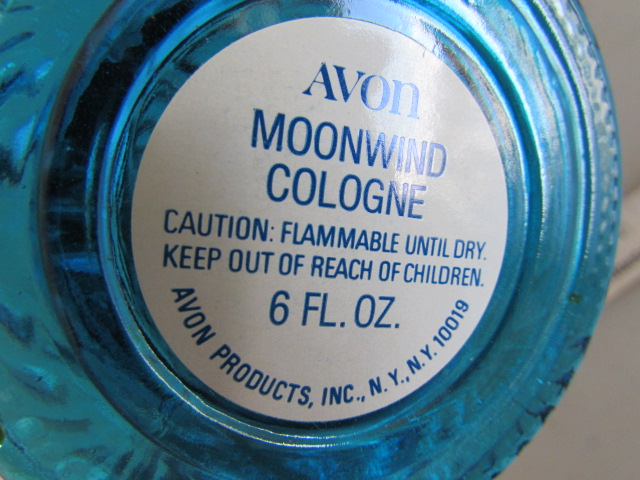 AVON
MOONWIND
COLOGNE
CAUTION: FLAMMABLE UNTIL DRY.
KEEP OUT OF REACH OF CHILDREN.
6 FL. OZ.
AVON PRODUCTS, INC., N.Y., N.Y. 10019